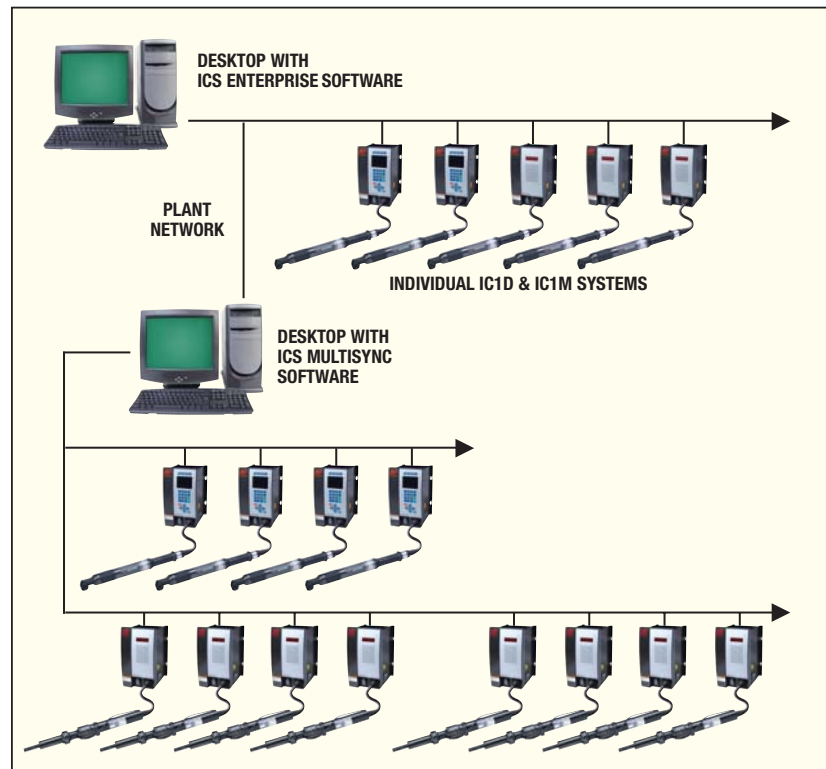 DESKTOP WITH
ICS ENTERPRISE SOFTWARE
PLANT
NETWORK
INDIVIDUAL IC1D & IC1M SYSTEMS
DESKTOP WITH
ICS MULTISYNC
SOFTWARE